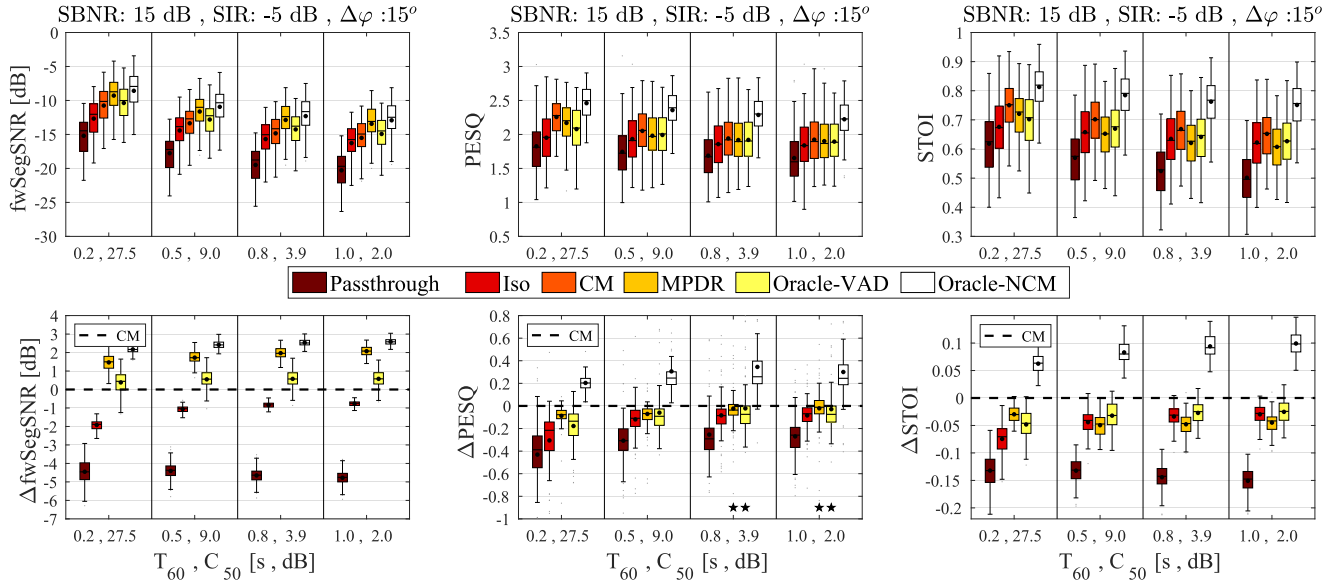 SBNR: 15 dB , SIR: -5 dB , Δφ :15°
SBNR: 15 dB , SIR: -5 dB , Δφ :15°
SBNR: 15 dB , SIR: -5 dB , Δφ :15°
fwSegSNR [dB]
0
-5
-10
-15
-20
-25
-30
0.2 , 27.5
0.5 , 9.0
0.8 , 3.9
1.0 , 2.0
PESQ
3.5
3
2.5
2
1.5
1
0.5
0.2 , 27.5
0.5 , 9.0
0.8 , 3.9
1.0 , 2.0
STOI
1
0.9
0.8
0.7
0.6
0.5
0.4
0.3
0.2 , 27.5
0.5 , 9.0
0.8 , 3.9
1.0 , 2.0
Passthrough Iso CM MPDR Oracle-VAD Oracle-NCM
ΔfwSegSNR [dB]
5
4
3
2
1
0
-1
-2
-3
-4
-5
-6
-7
CM
0.2 , 27.5
0.5 , 9.0
0.8 , 3.9
1.0 , 2.0
T60 , C50 [s , dB]
ΔPESQ
0.8
0.6
0.4
0.2
0
-0.2
-0.4
-0.6
-0.8
-1
CM
★★
★★
0.2 , 27.5
0.5 , 9.0
0.8 , 3.9
1.0 , 2.0
T60 , C50 [s , dB]
ΔSTOI
0.1
0.05
0
-0.05
-0.1
-0.15
-0.2
CM
0.2 , 27.5
0.5 , 9.0
0.8 , 3.9
1.0 , 2.0
T60 , C50 [s , dB]